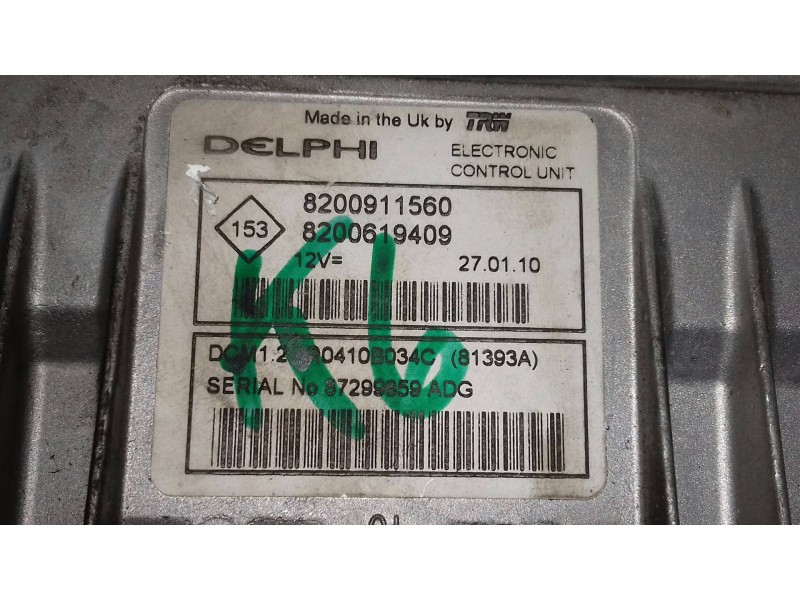 Made in the Uk by TRW
DELPHI
ELECTRONIC
CONTROL UNIT
153
8200911560
8200619409
12V=
27.01.10
K6
(81393A)
SERIAL No 97299359 ADG